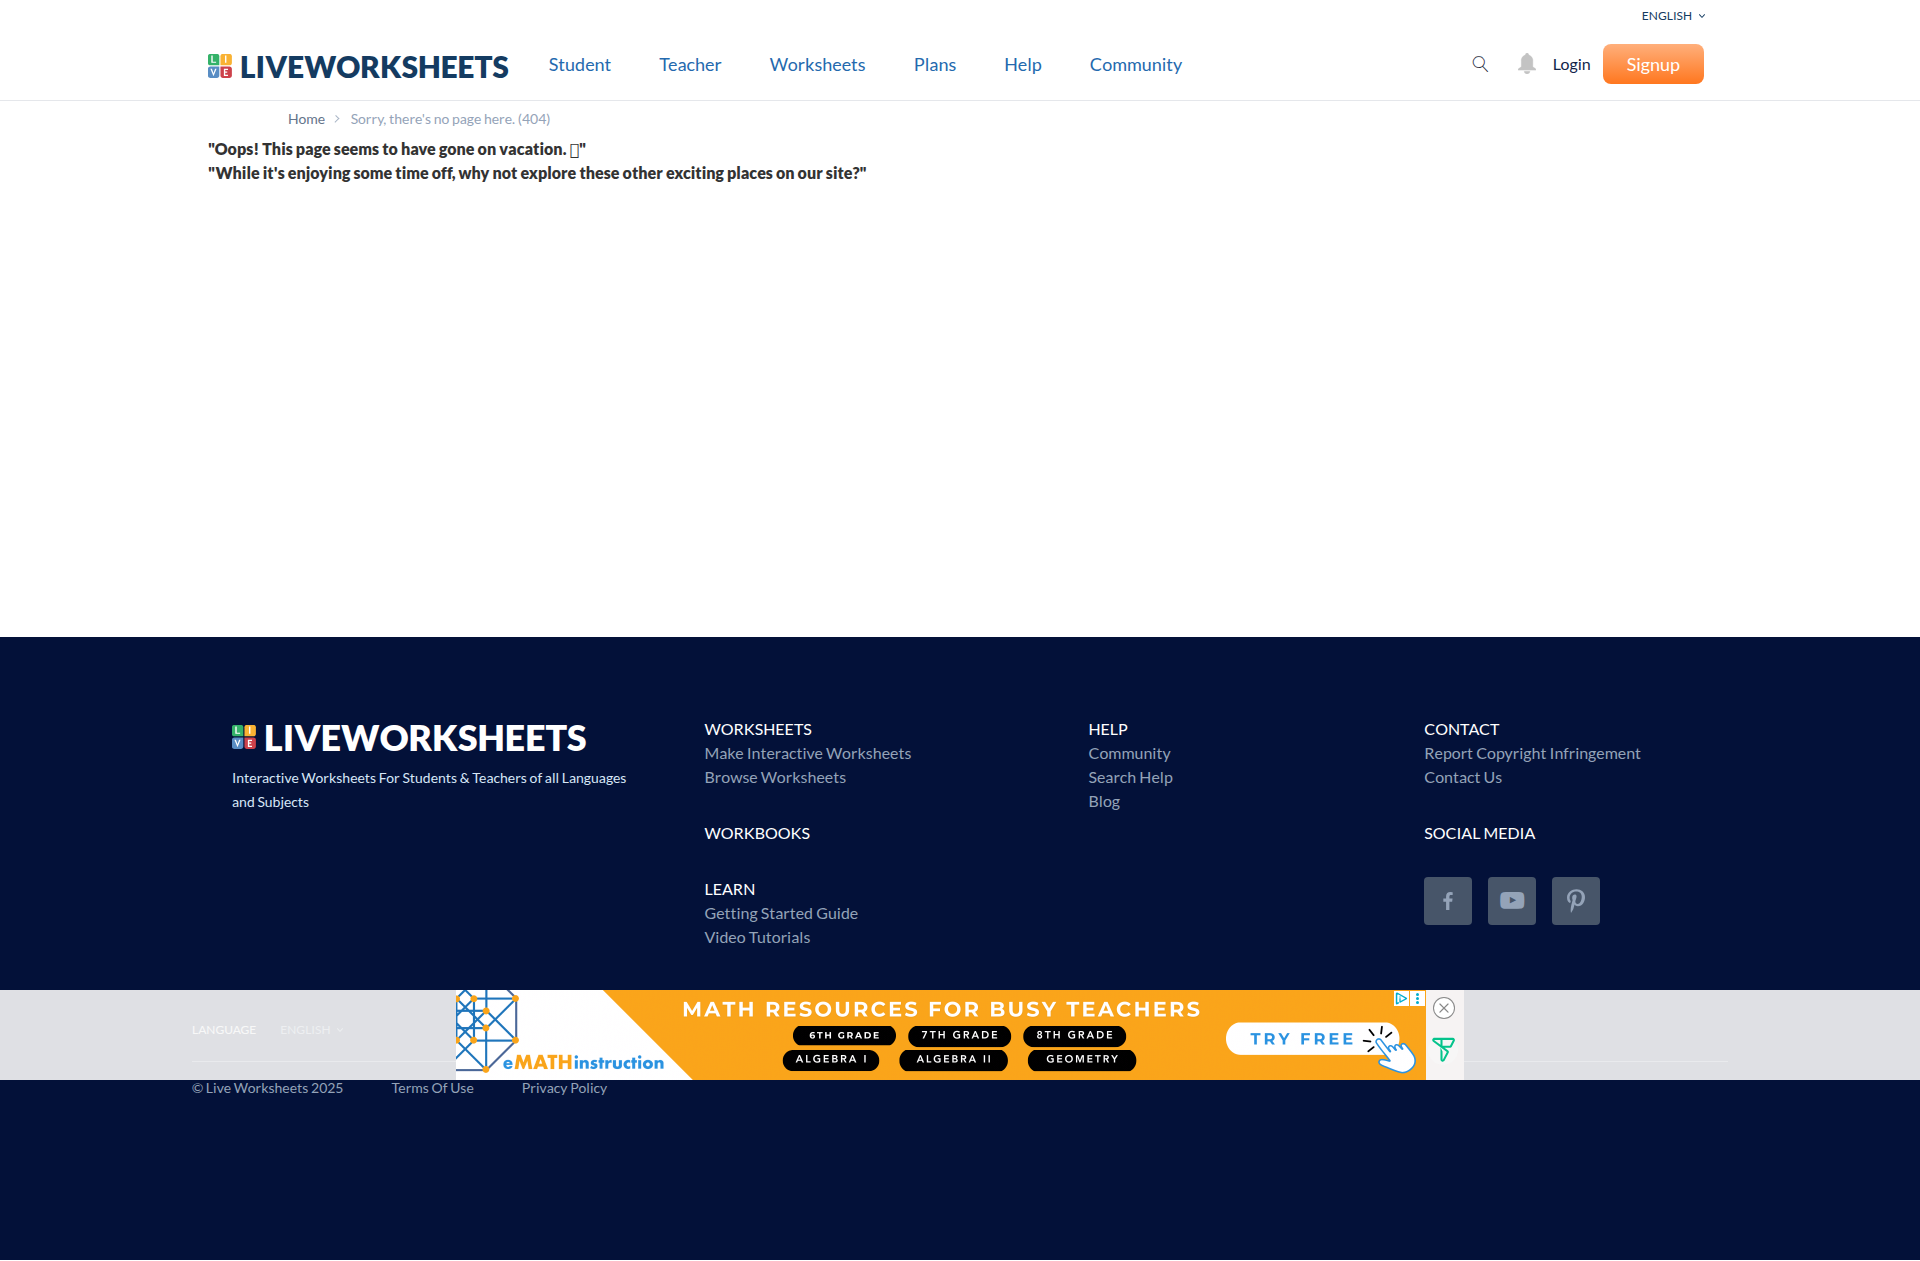 ENGLISH
LIVE
LIVEWORKSHEETS
Student
Teacher
Worksheets
Plans
Help
Community
Login
Signup
Home
Sorry, there's no page here. (404)
"Oops! This page seems to have gone on vacation. "
"While it's enjoying some time off, why not explore these other exciting places on our site?"
LIVE
LIVEWORKSHEETS
Interactive Worksheets For Students & Teachers of all Languages
and Subjects
WORKSHEETS
Make Interactive Worksheets
Browse Worksheets
WORKBOOKS
LEARN
Getting Started Guide
Video Tutorials
HELP
Community
Search Help
Blog
CONTACT
Report Copyright Infringement
Contact Us
SOCIAL MEDIA
LANGUAGE
ENGLISH
eMATHinstruction
MATH RESOURCES FOR BUSY TEACHERS
6TH GRADE
7TH GRADE
8TH GRADE
ALGEBRA I
ALGEBRA II
GEOMETRY
TRY FREE
© Live Worksheets 2025
Terms Of Use
Privacy Policy